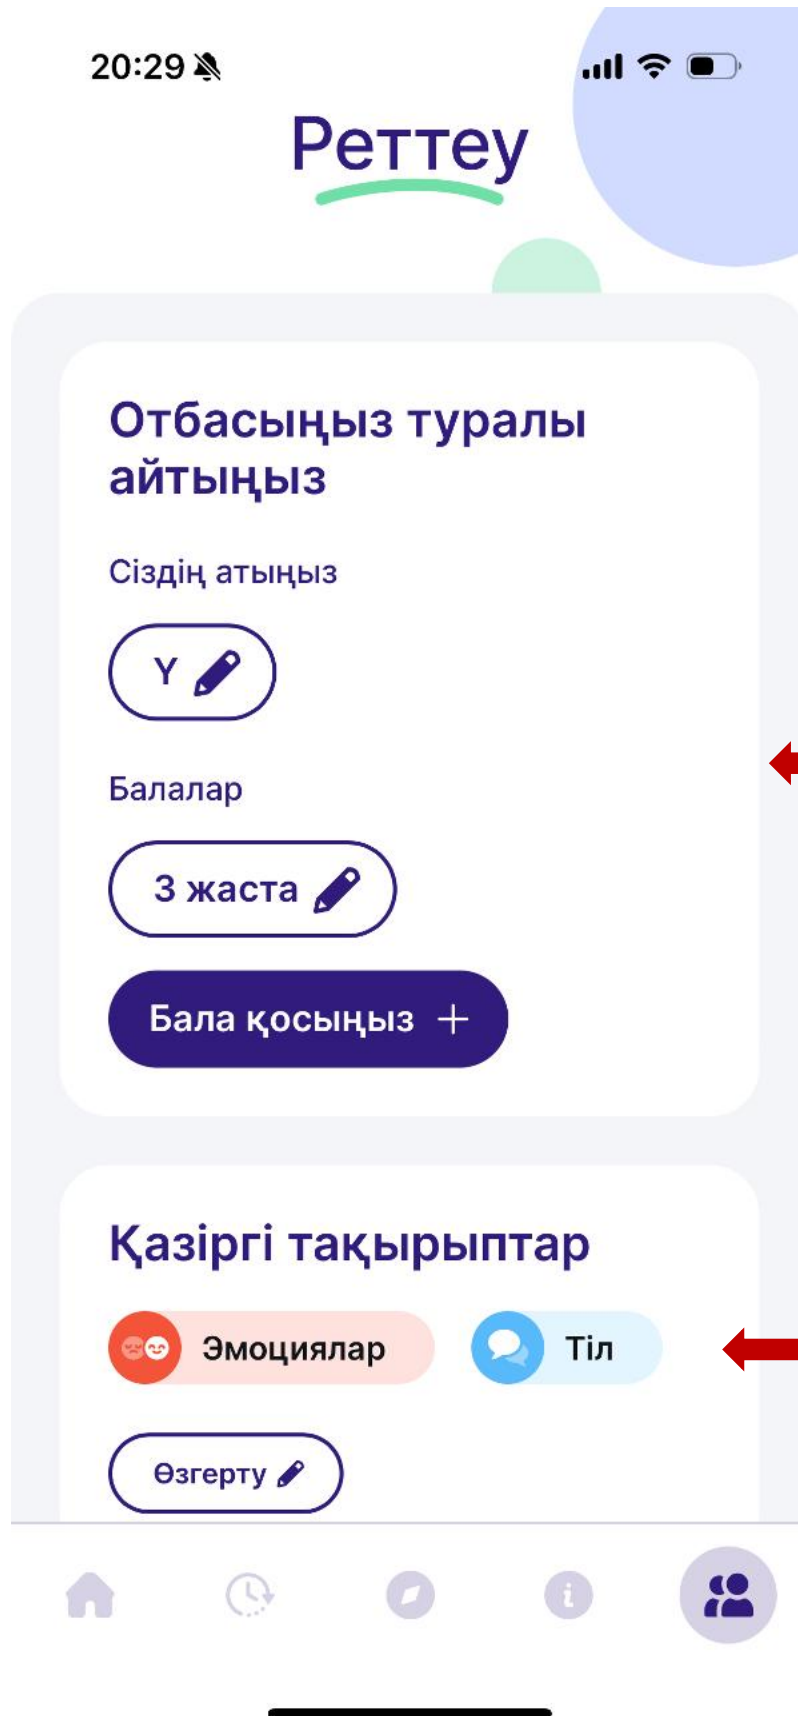 20:29
Реттеу
Отбасыңыз туралы
айтыңыз
Сіздің атыңыз
Y
Балалар
3 жаста
Бала қосыңыз +
Қазіргі тақырыптар
Эмоциялар
Тіл
Өзгерту